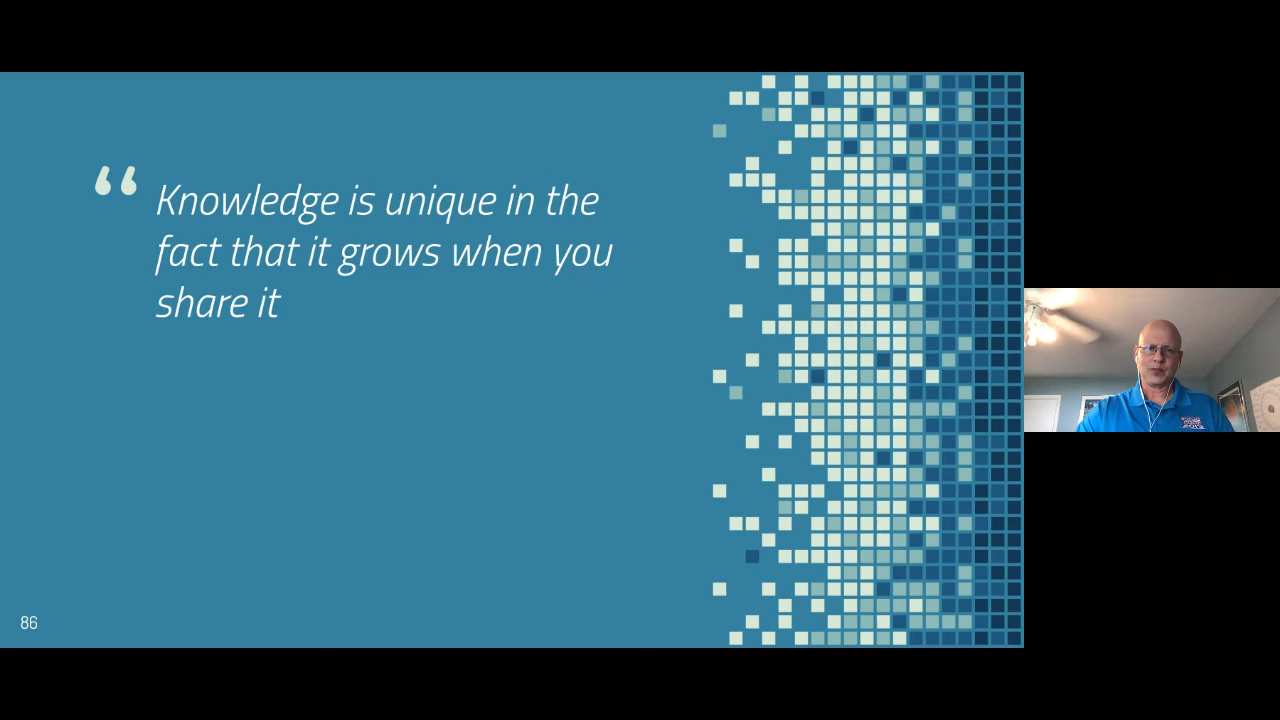 “ Knowledge is unique in the
fact that it grows when you
share it
86